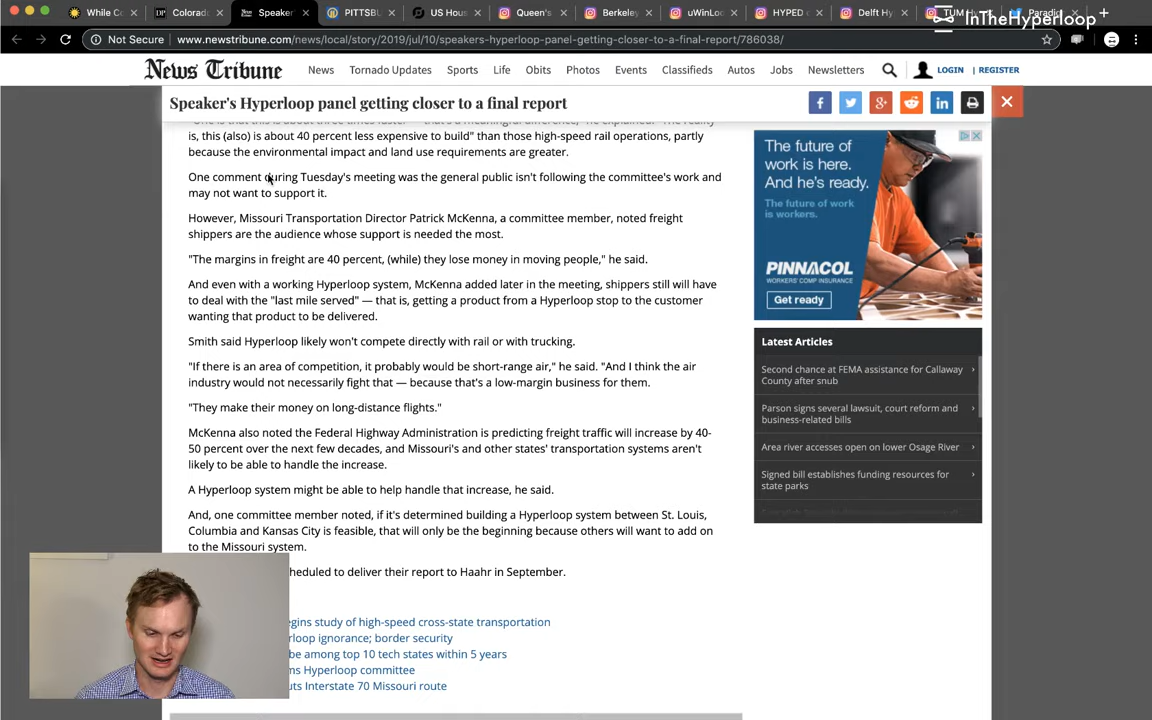 While Co
Colorad
Speaker
PITTSBU
US Hous
Queen's
Berkeley
uWinLoo
HYPED
Delft Hy
TUM Hy
Paradig
InTheHyperloop
Not Secure | www.newstribune.com/news/local/story/2019/jul/10/speakers-hyperloop-panel-getting-closer-to-a-final-report/786038/
News Tribune
News Tornado Updates Sports Life Obits Photos Events Classifieds Autos Jobs Newsletters
LOGIN | REGISTER
Speaker's Hyperloop panel getting closer to a final report
"One is that this is about three times faster — that's a meaningful difference," he explained. "The reality
is, this (also) is about 40 percent less expensive to build" than those high-speed rail operations, partly
because the environmental impact and land use requirements are greater.
One comment during Tuesday's meeting was the general public isn't following the committee's work and
may not want to support it.
However, Missouri Transportation Director Patrick McKenna, a committee member, noted freight
shippers are the audience whose support is needed the most.
"The margins in freight are 40 percent, (while) they lose money in moving people," he said.
And even with a working Hyperloop system, McKenna added later in the meeting, shippers still will have
to deal with the "last mile served" — that is, getting a product from a Hyperloop stop to the customer
wanting that product to be delivered.
Smith said Hyperloop likely won't compete directly with rail or with trucking.
"If there is an area of competition, it probably would be short-range air," he said. "And I think the air
industry would not necessarily fight that — because that's a low-margin business for them.
"They make their money on long-distance flights."
McKenna also noted the Federal Highway Administration is predicting freight traffic will increase by 40-
50 percent over the next few decades, and Missouri's and other states' transportation systems aren't
likely to be able to handle the increase.
A Hyperloop system might be able to help handle that increase, he said.
And, one committee member noted, if it's determined building a Hyperloop system between St. Louis,
Columbia and Kansas City is feasible, that will only be the beginning because others will want to add on
to the Missouri system.
heduled to deliver their report to Haahr in September.
egins study of high-speed cross-state transportation
rloop ignorance; border security
be among top 10 tech states within 5 years
ns Hyperloop committee
uts Interstate 70 Missouri route
The future of
work is here.
And he's ready.
The future of work
is workers.
PINNACOL
WORKERS' COMP INSURANCE
Get ready
Latest Articles
Second chance at FEMA assistance for Callaway
County after snub
Parson signs several lawsuit, court reform and
business-related bills
Area river accesses open on lower Osage River
Signed bill establishes funding resources for
state parks